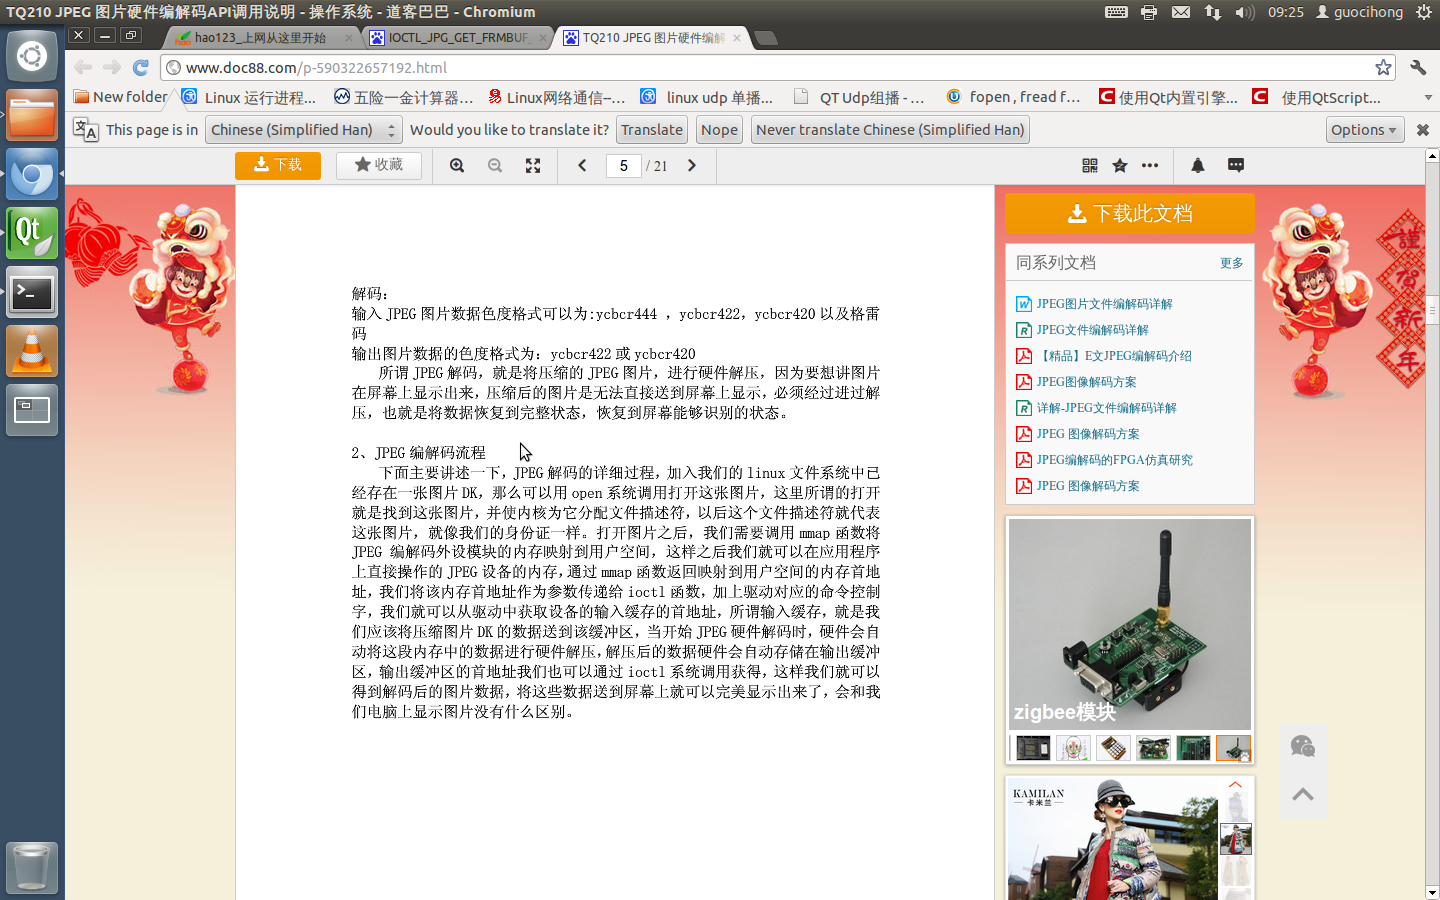 TQ210 JPEG 图片硬件编解码API调用说明 - 操作系统 - 道客巴巴 - Chromium
09:25
guocihong
hao123_上网从这里开始
IOCTL_JPG_GET_FRMBUF_
TQ210 JPEG 图片硬件编解
www.doc88.com/p-590322657192.html
New folder
Linux 运行进程...
五险一金计算器...
Linux网络通信--...
linux udp 单播...
QT Udp组播 - ...
fopen , fread f...
使用Qt内置引擎...
使用QtScript...
This page is in
Chinese (Simplified Han)
Would you like to translate it?
Translate
Nope
Never translate Chinese (Simplified Han)
Options
下载
收藏
5
/ 21
解码：
输入 JPEG 图片数据色度格式可以为:ycbcr444 ，ycbcr422，ycbcr420 以及格雷
码
输出图片数据的色度格式为：ycbcr422 或 ycbcr420
所谓 JPEG 解码，就是将压缩的 JPEG 图片，进行硬件解压，因为要想讲图片
在屏幕上显示出来，压缩后的图片是无法直接送到屏幕上显示，必须经过进过解
压，也就是将数据恢复到完整状态，恢复到屏幕能够识别的状态。
2、JPEG 编解码流程
下面主要讲述一下，JPEG 解码的详细过程，加入我们的 linux 文件系统中已
经存在一张图片 DK，那么可以用 open 系统调用打开这张图片，这里所谓的打开
就是找到这张图片，并使内核为它分配文件描述符，以后这个文件描述符就代表
这张图片，就像我们的身份证一样。打开图片之后，我们需要调用 mmap 函数将
JPEG 编解码外设模块的内存映射到用户空间，这样之后我们就可以在应用程序
上直接操作的 JPEG 设备的内存，通过 mmap 函数返回映射到用户空间的内存首地
址，我们将该内存首地址作为参数传递给 ioctl 函数，加上驱动对应的命令控制
字，我们就可以从驱动中获取设备的输入缓存的首地址，所谓输入缓存，就是我
们应该将压缩图片 DK 的数据送到该缓冲区，当开始 JPEG 硬件解码时，硬件会自
动将这段内存中的数据进行硬件解压，解压后的数据硬件会自动存储在输出缓冲
区，输出缓冲区的首地址我们也可以通过 ioctl 系统调用获得，这样我们就可以
得到解码后的图片数据，将这些数据送到屏幕上就可以完美显示出来了，会和我
们电脑上显示图片没有什么区别。
下载此文档
同系列文档
更多
JPEG图片文件编解码详解
JPEG文件编解码详解
【精品】E文JPEG编解码介绍
JPEG图像解码方案
详解-JPEG文件编解码详解
JPEG 图像解码方案
JPEG编解码的FPGA仿真研究
JPEG 图像解码方案
zigbee模块
KAMILAN
卡米兰
謹
賀
新
年
Qt